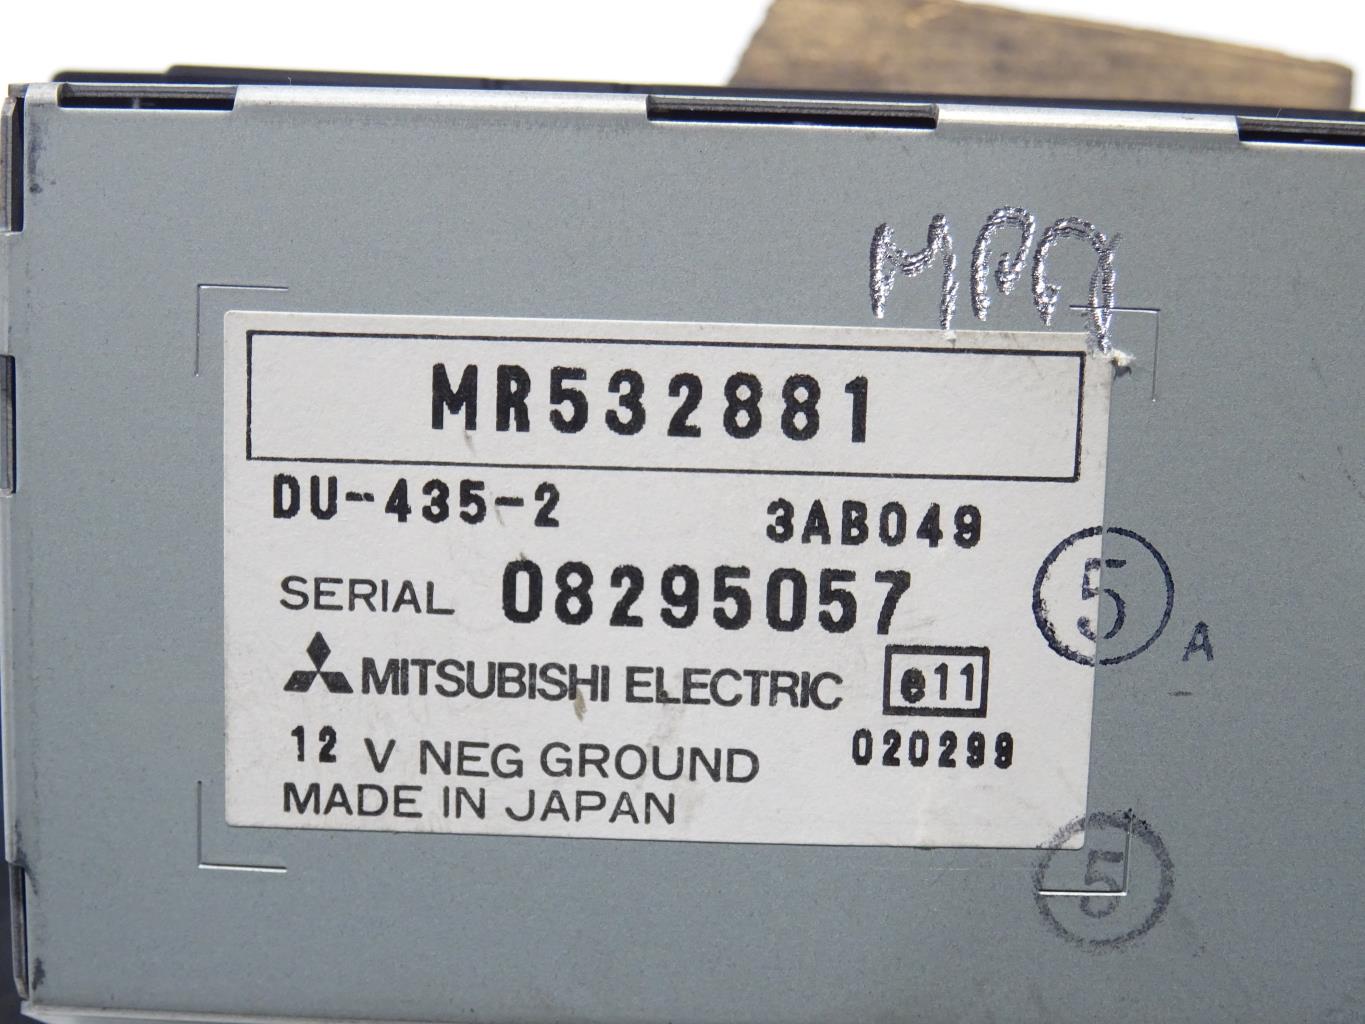 MR532881
DU-435-2 3AB049
SERIAL 08295057
MITSUBISHI ELECTRIC e11
12 V NEG GROUND 020299
MADE IN JAPAN
5 A
5